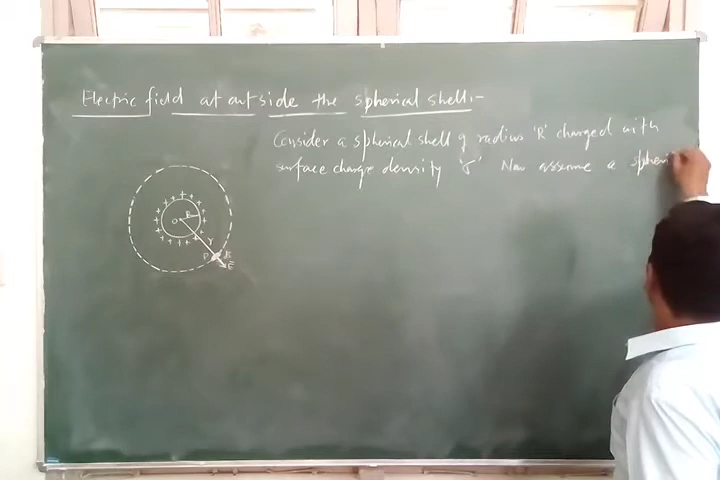 Electric field at outside the spherical shell:-
Consider a spherical shell of radius 'R' charged with
surface charge density 'σ' Now assume a spheri
R
O
r
P
E